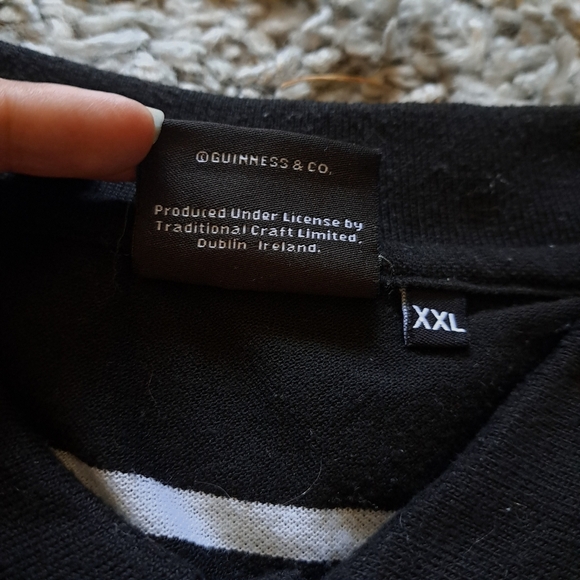 ©GUINNESS & CO.
Produced Under License by
Traditional Craft Limited,
Dublin Ireland.
XXL